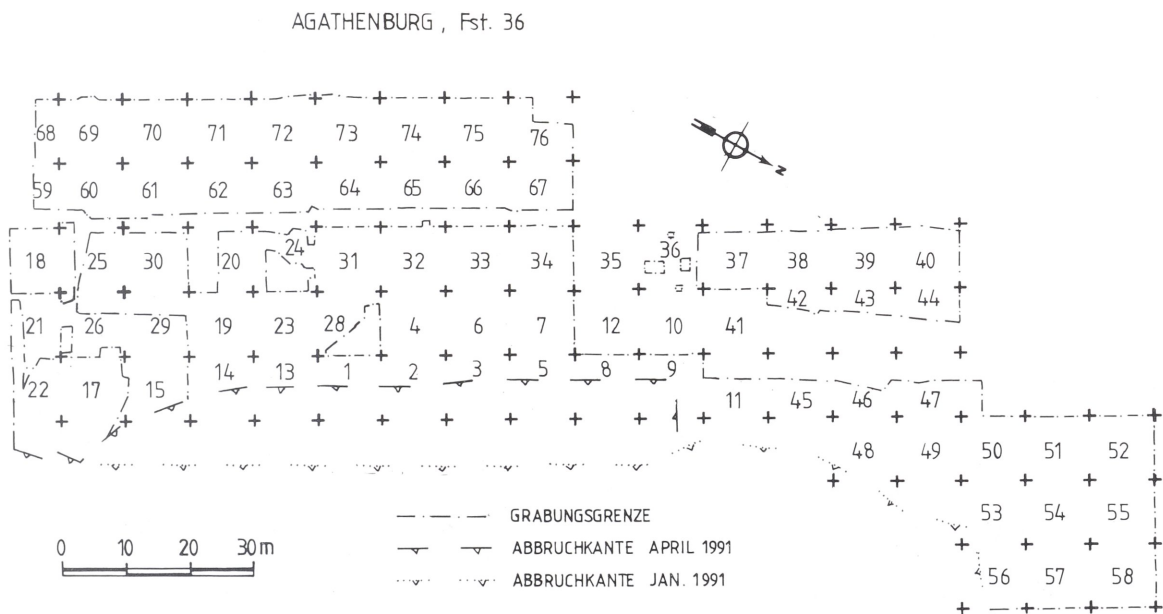 AGATHENBURG, Fst. 36
68 69 70 71 72 73 74 75 76
59 60 61 62 63 64 65 66 67
N
18 25 30 20 24 31 32 33 34 35 36 37 38 39 40
42 43 44
21 26 29 19 23 28 4 6 7 12 10 41
22 17 15 14 13 1 2 3 5 8 9 11 45 46 47
48 49 50 51 52
53 54 55
56 57 58
GRABUNGSGRENZE
ABBRUCHKANTE APRIL 1991
ABBRUCHKANTE JAN. 1991
0 10 20 30 m